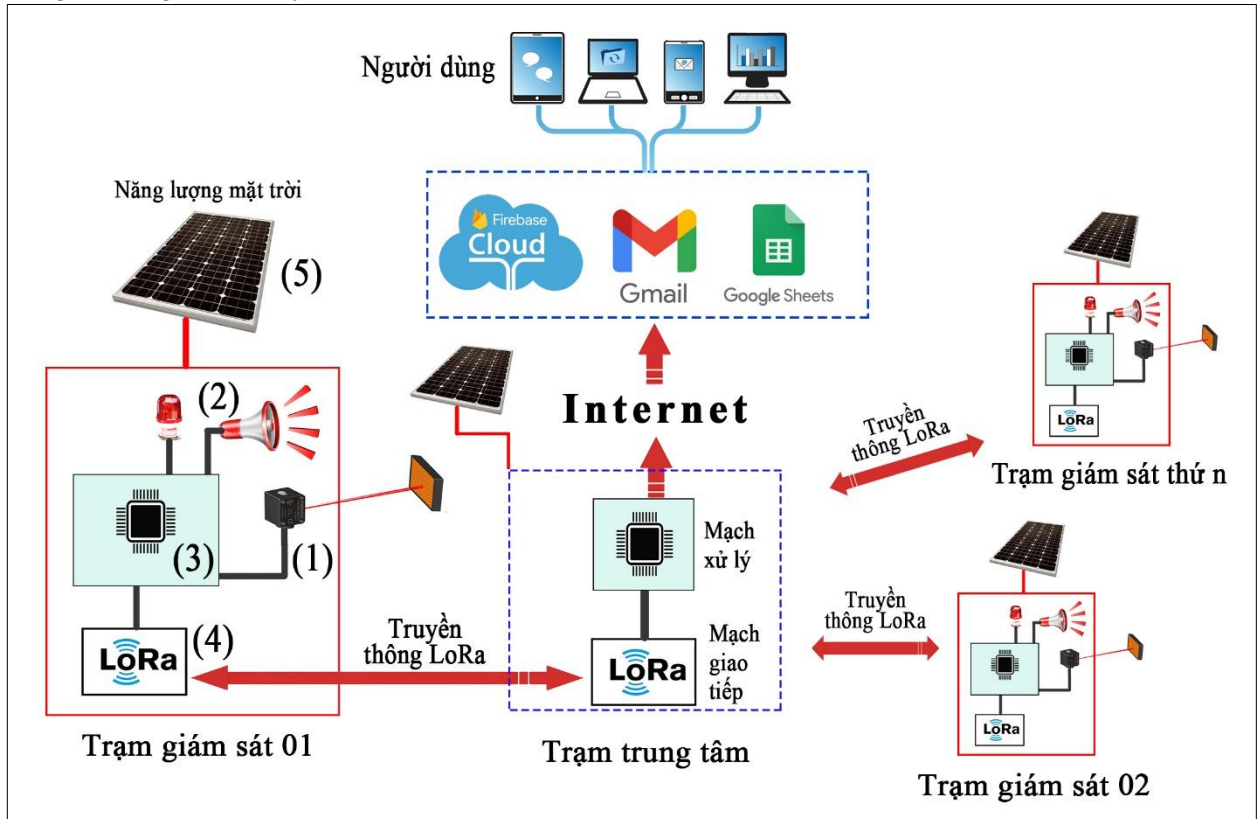 Người dùng
Năng lượng mặt trời
(5)
Firebase
Cloud
Gmail
Google Sheets
Internet
(2)
(3)
(1)
(4)
LoRa
Truyền
thông LoRa
Trạm giám sát 01
Mạch
xử lý
Mạch
giao
tiếp
LoRa
Trạm trung tâm
Truyền
thông LoRa
LoRa
Trạm giám sát thứ n
Truyền
thông LoRa
LoRa
Trạm giám sát 02